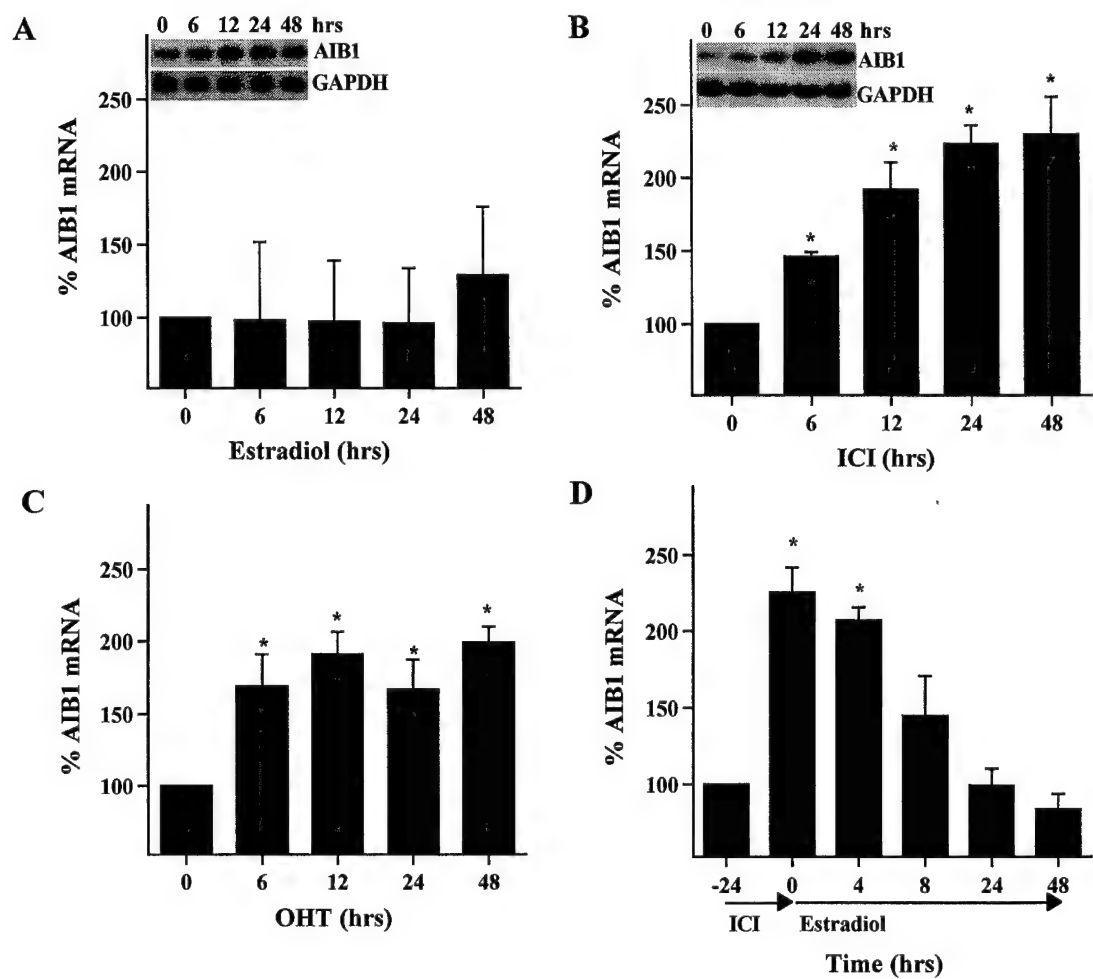 A
0 6 12 24 48 hrs
AIB1
GAPDH
250
200
150
100
% AIB1 mRNA
0 6 12 24 48
Estradiol (hrs)
B
0 6 12 24 48 hrs
AIB1
GAPDH
*
*
*
*
250
200
150
100
% AIB1 mRNA
0 6 12 24 48
ICI (hrs)
C
*
*
*
*
250
200
150
100
% AIB1 mRNA
0 6 12 24 48
OHT (hrs)
D
*
*
250
200
150
100
% AIB1 mRNA
-24 0 4 8 24 48
ICI Estradiol
Time (hrs)